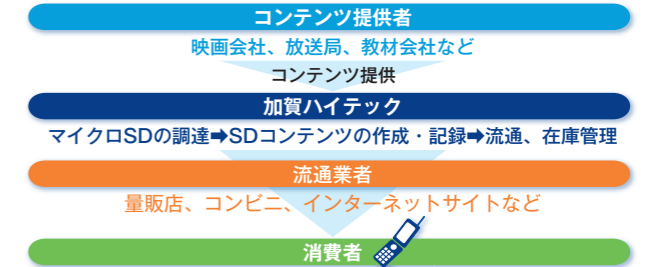 コンテンツ提供者
映画会社、放送局、教材会社など
コンテンツ提供
加賀ハイテック
マイクロSDの調達➡SDコンテンツの作成・記録➡流通、在庫管理
流通業者
量販店、コンビニ、インターネットサイトなど
消費者